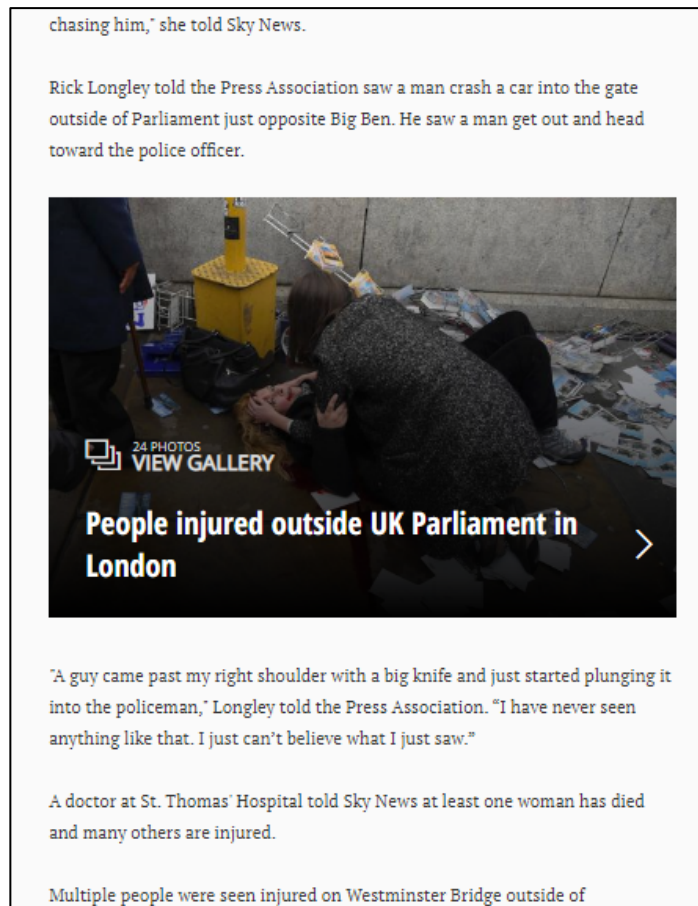 chasing him," she told Sky News.
Rick Longley told the Press Association saw a man crash a car into the gate
outside of Parliament just opposite Big Ben. He saw a man get out and head
toward the police officer.
24 PHOTOS
VIEW GALLERY
People injured outside UK Parliament in
London
"A guy came past my right shoulder with a big knife and just started plunging it
into the policeman," Longley told the Press Association. “I have never seen
anything like that. I just can’t believe what I just saw.”
A doctor at St. Thomas' Hospital told Sky News at least one woman has died
and many others are injured.
Multiple people were seen injured on Westminster Bridge outside of